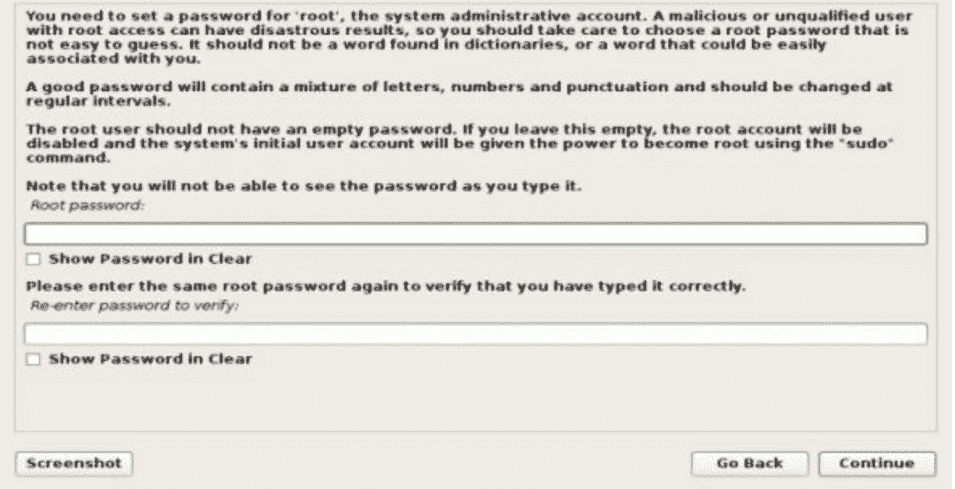 You need to set a password for 'root', the system administrative account. A malicious or unqualified user
with root access can have disastrous results, so you should take care to choose a root password that is
not easy to guess. It should not be a word found in dictionaries, or a word that could be easily
associated with you.
A good password will contain a mixture of letters, numbers and punctuation and should be changed at
regular intervals.
The root user should not have an empty password. If you leave this empty, the root account will be
disabled and the system's initial user account will be given the power to become root using the "sudo"
command.
Note that you will not be able to see the password as you type it.
Root password:
Show Password in Clear
Please enter the same root password again to verify that you have typed it correctly.
Re-enter password to verify:
Show Password in Clear
Screenshot
Go Back
Continue